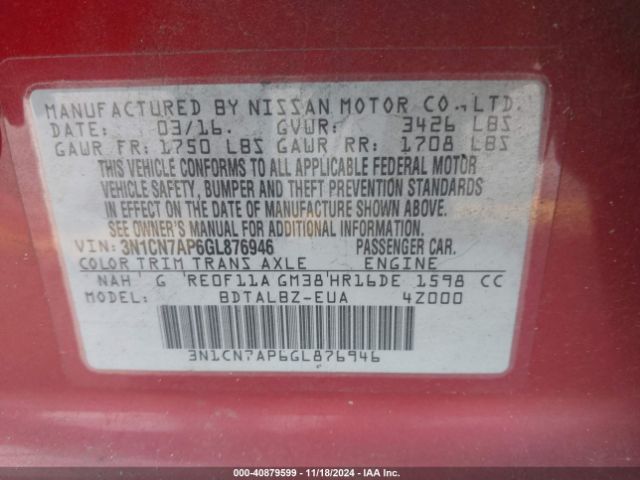 MANUFACTURED BY NISSAN MOTOR CO.,LTD.
DATE: 03/16. GVWR: 3426 LBS
GAWR FR: 1750 LBS GAWR RR: 1708 LBS
THIS VEHICLE CONFORMS TO ALL APPLICABLE FEDERAL MOTOR
VEHICLE SAFETY, BUMPER AND THEFT PREVENTION STANDARDS
IN EFFECT ON THE DATE OF MANUFACTURE SHOWN ABOVE.
SEE OWNER'S MANUAL FOR ADDITIONAL INFORMATION
VIN: 3N1CN7AP6GL876946 PASSENGER CAR.
COLOR TRIM TRANS AXLE ENGINE
NAH G RE0F11A GM38 HR16DE 1598 CC
MODEL: BDTALBZ-EUA 4Z000
3N1CN7AP6GL876946
000-40879599 - 11/18/2024 - IAA Inc.